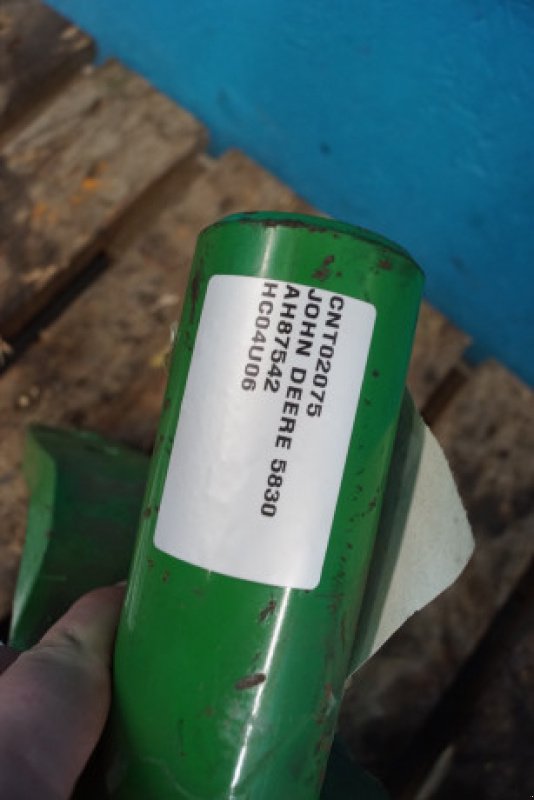 CNT02075
JOHN DEERE 5830
AH87542
HC04U06